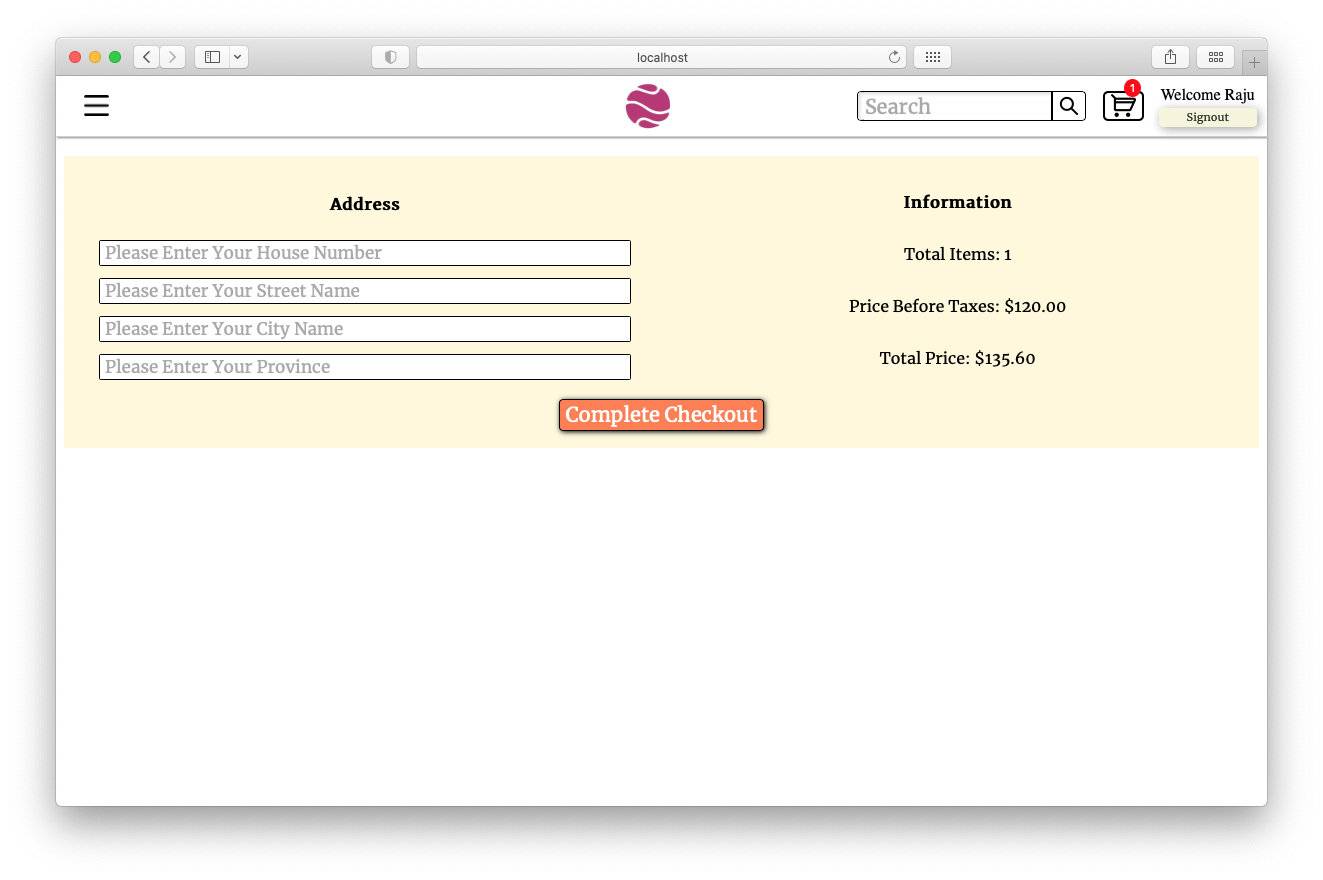 localhost
Search
1
Welcome Raju
Signout
Address
Please Enter Your House Number
Please Enter Your Street Name
Please Enter Your City Name
Please Enter Your Province
Information
Total Items: 1
Price Before Taxes: $120.00
Total Price: $135.60
Complete Checkout